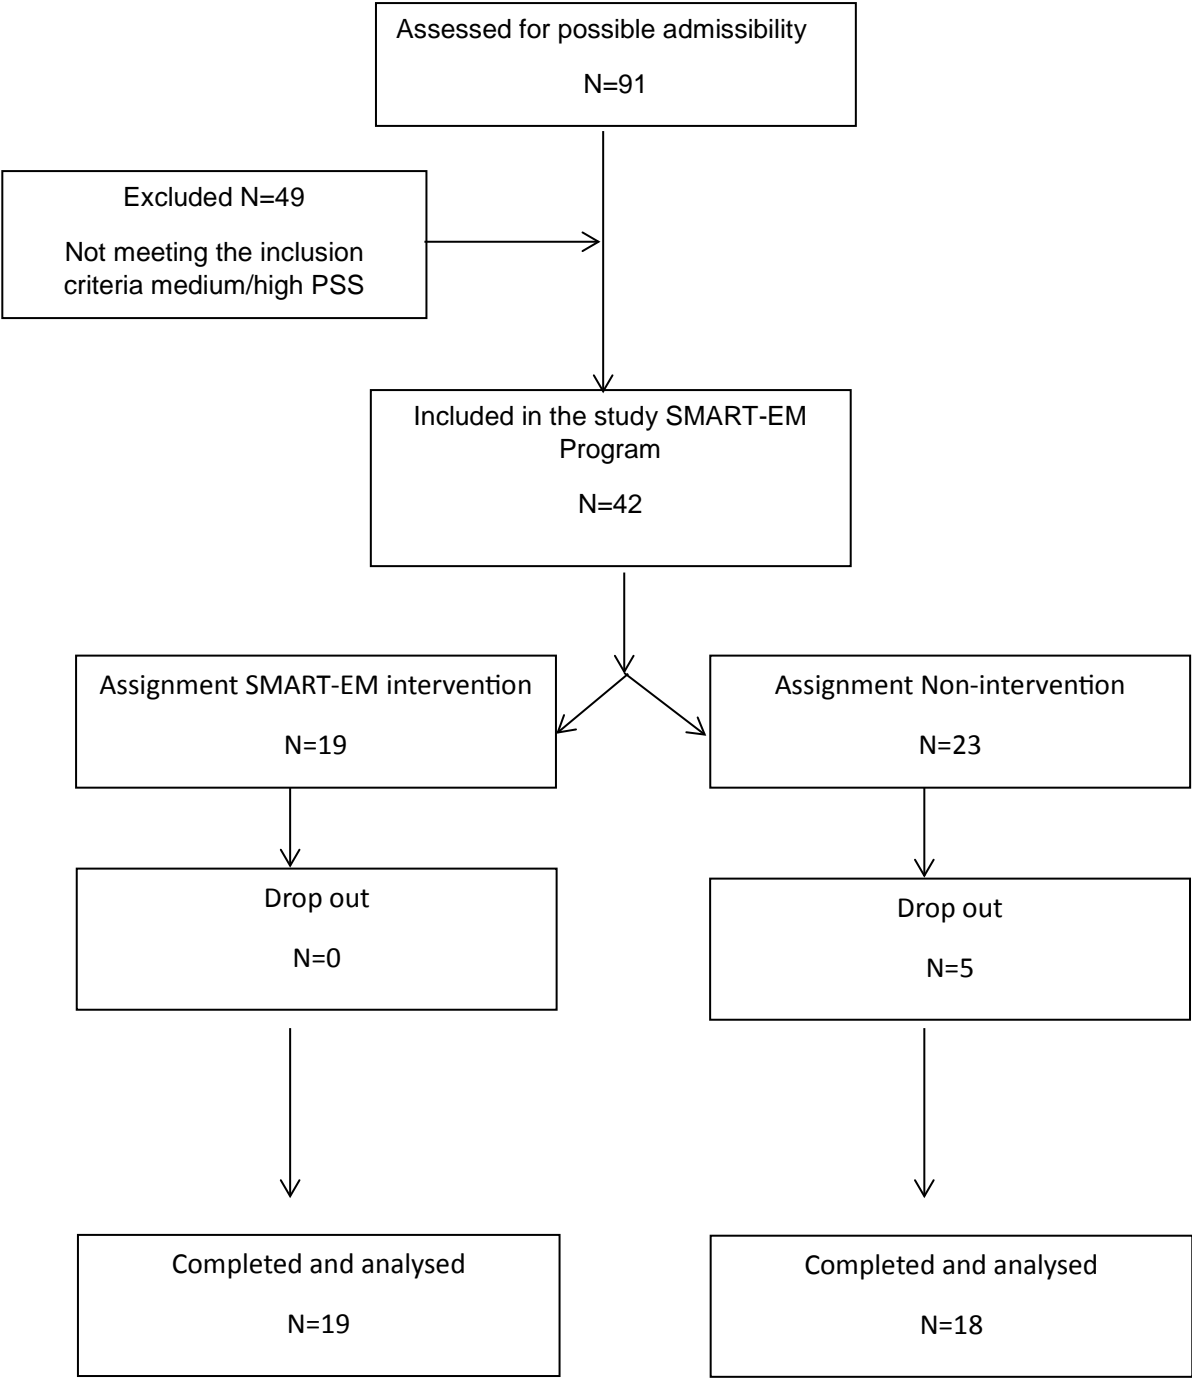 Assessed for possible admissibility
N=91
Excluded N=49
Not meeting the inclusion
criteria medium/high PSS
Included in the study SMART-EM
Program
N=42
Assignment SMART-EM intervention
N=19
Assignment Non-intervention
N=23
Drop out
N=0
Drop out
N=5
Completed and analysed
N=19
Completed and analysed
N=18